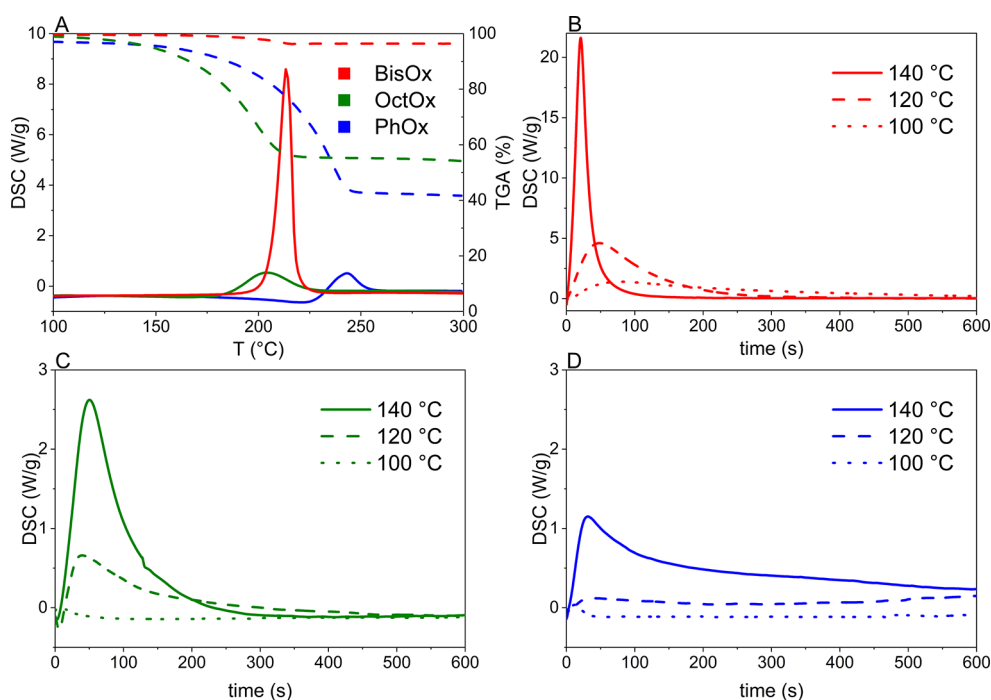 A
10
8
6
4
2
0
DSC (W/g)
100
80
60
40
20
0
TGA (%)
BisOx
OctOx
PhOx
100 150 200 250 300
T (°C)
B
20
15
10
5
0
DSC (W/g)
140 °C
120 °C
100 °C
0 100 200 300 400 500 600
time (s)
C
3
2
1
0
DSC (W/g)
140 °C
120 °C
100 °C
0 100 200 300 400 500 600
time (s)
D
3
2
1
0
DSC (W/g)
140 °C
120 °C
100 °C
0 100 200 300 400 500 600
time (s)